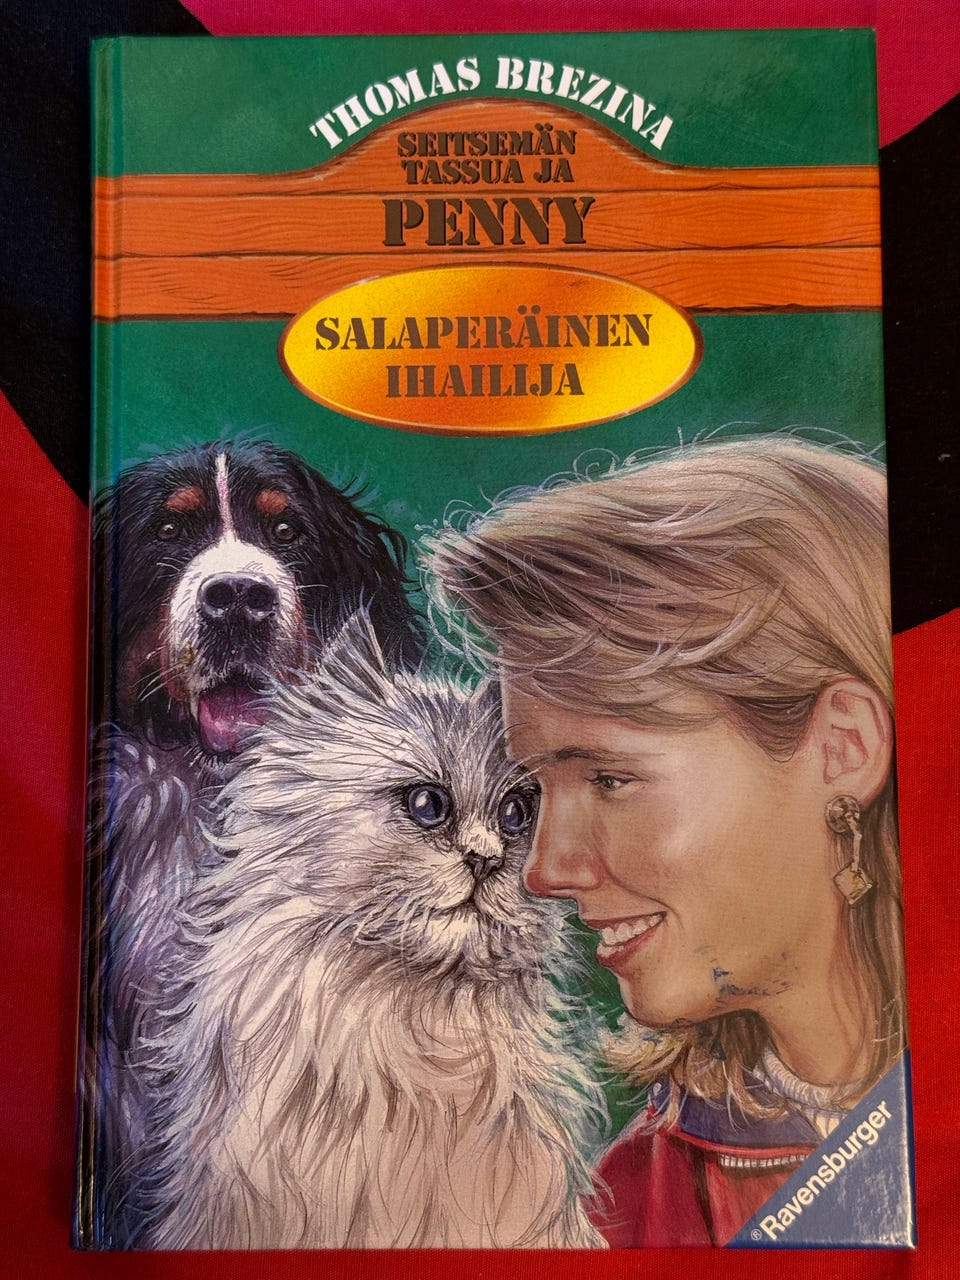 THOMAS BREZINA
SEITSEMÄN
TASSUA JA
PENNY
SALAPERÄINEN
IHAILIJA
®Ravensburger